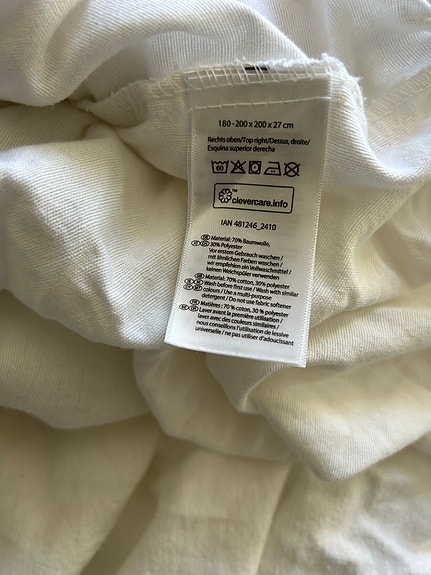 180-200 x 200 x 27 cm
Rechts oben/Top right/Dessus, droite/
Esquina superior derecha
60
™
clevercare.info
IAN 481246_2410
Material: 70% Baumwolle,
30% Polyester
Vor erstem Gebrauch waschen /
mit ähnlichen Farben waschen /
wir empfehlen ein Vollwaschmittel /
keinen Weichspüler verwenden
Material: 70% cotton, 30% polyester
Wash before first use / Wash with similar
colours / Use a multi-purpose
detergent / Do not use fabric softener
Matières : 70 % coton, 30 % polyester
Laver avant la première utilisation /
laver avec des couleurs similaires /
nous conseillons l'utilisation de lessive
universelle / ne pas utiliser d'adoucissant